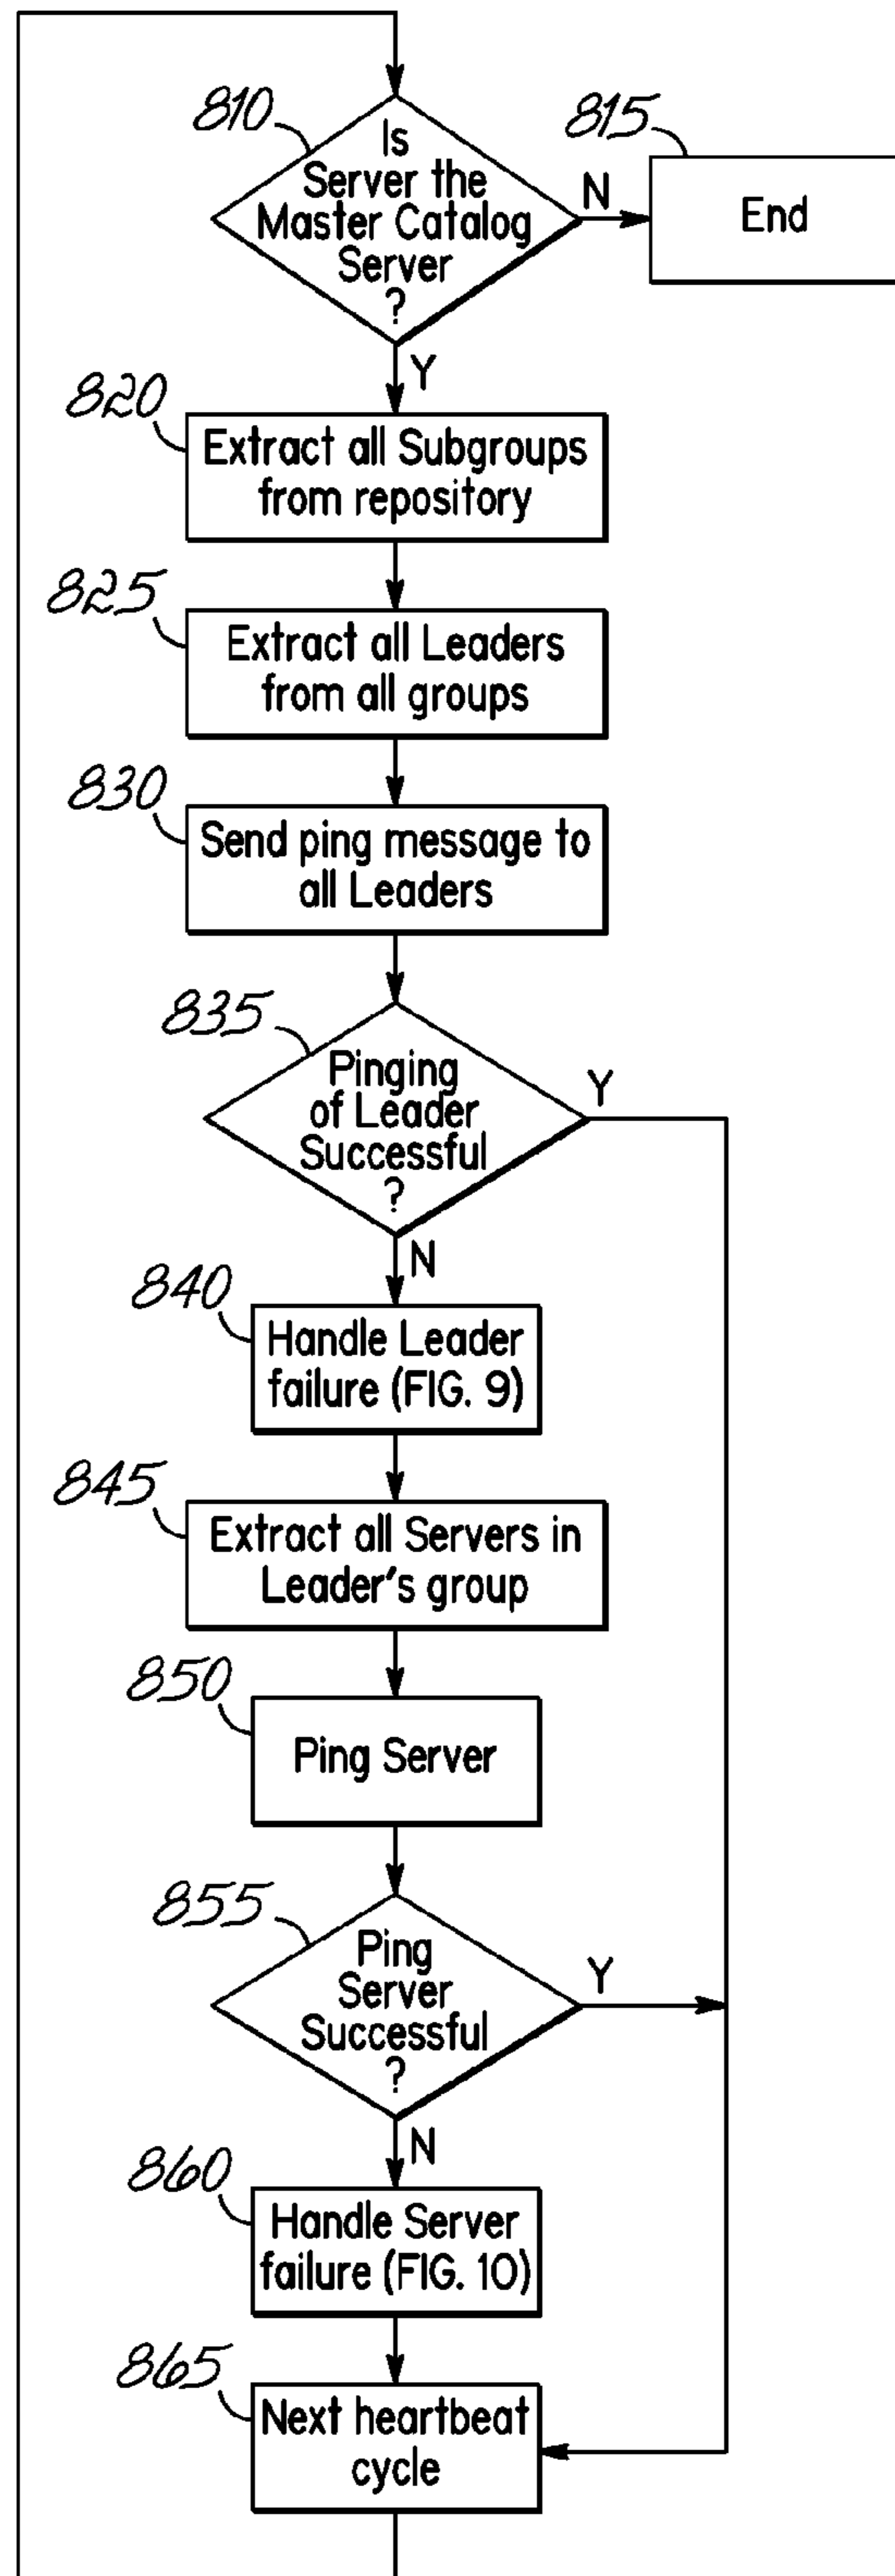 810
Is
Server the
Master Catalog
Server
?
N
815
End
Y
820
Extract all Subgroups
from repository
825
Extract all Leaders
from all groups
830
Send ping message to
all Leaders
835
Pinging
of Leader
Successful
?
Y
N
840
Handle Leader
failure (FIG. 9)
845
Extract all Servers in
Leader's group
850
Ping Server
855
Ping
Server
Successful
?
Y
N
860
Handle Server
failure (FIG. 10)
865
Next heartbeat
cycle